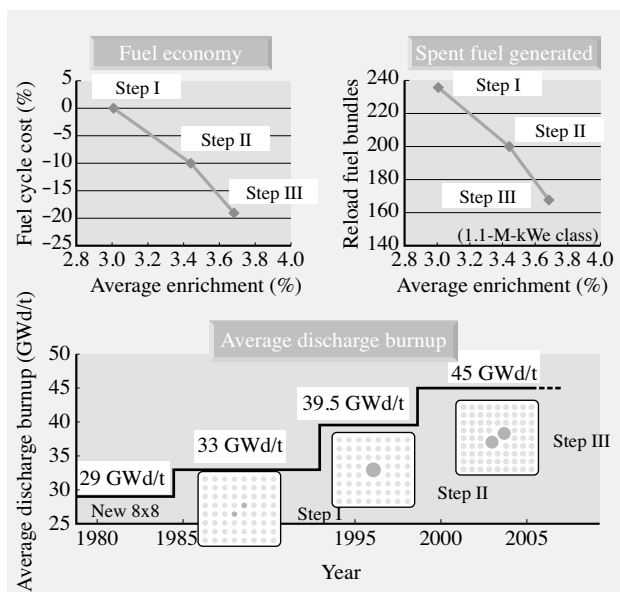 Fuel economy
Fuel cycle cost (%)
5
0
–5
–10
–15
–20
–25
Step I
Step II
Step III
2.8 3.0 3.2 3.4 3.6 3.8 4.0
Average enrichment (%)
Spent fuel generated
Reload fuel bundles
240
220
200
180
160
140
Step I
Step II
Step III
(1.1-M-kWe class)
2.8 3.0 3.2 3.4 3.6 3.8 4.0
Average enrichment (%)
Average discharge burnup
Average discharge burnup (GWd/t)
50
45
40
35
30
25
29 GWd/t
33 GWd/t
39.5 GWd/t
45 GWd/t
New 8x8
Step I
Step II
Step III
1980 1985 1995 2000 2005
Year